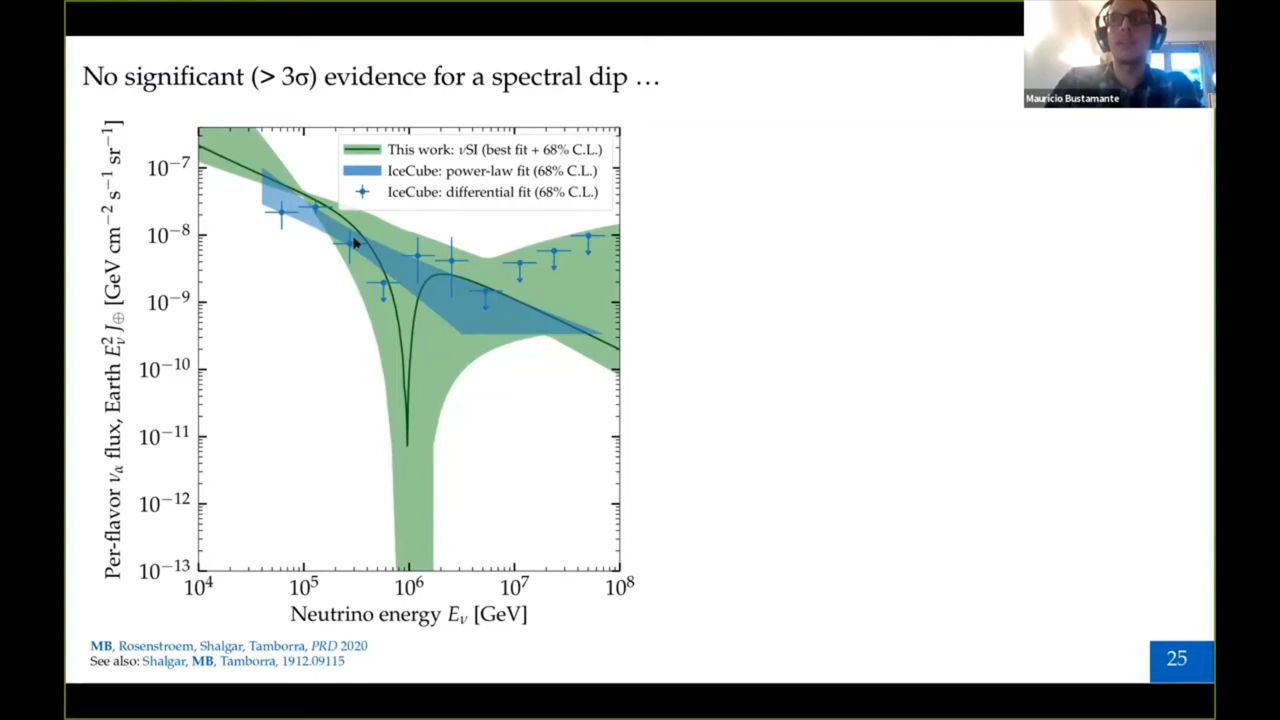 No significant (> 3σ) evidence for a spectral dip …
Mauricio Bustamante
Per-flavor ν_α flux, Earth E_ν^2 J_⊕ [GeV cm^−2 s^−1 sr^−1]
This work: νSI (best fit + 68% C.L.)
IceCube: power-law fit (68% C.L.)
IceCube: differential fit (68% C.L.)
10^−7
10^−8
10^−9
10^−10
10^−11
10^−12
10^−13
10^4 10^5 10^6 10^7 10^8
Neutrino energy E_ν [GeV]
MB, Rosenstroem, Shalgar, Tamborra, PRD 2020
See also: Shalgar, MB, Tamborra, 1912.09115
25